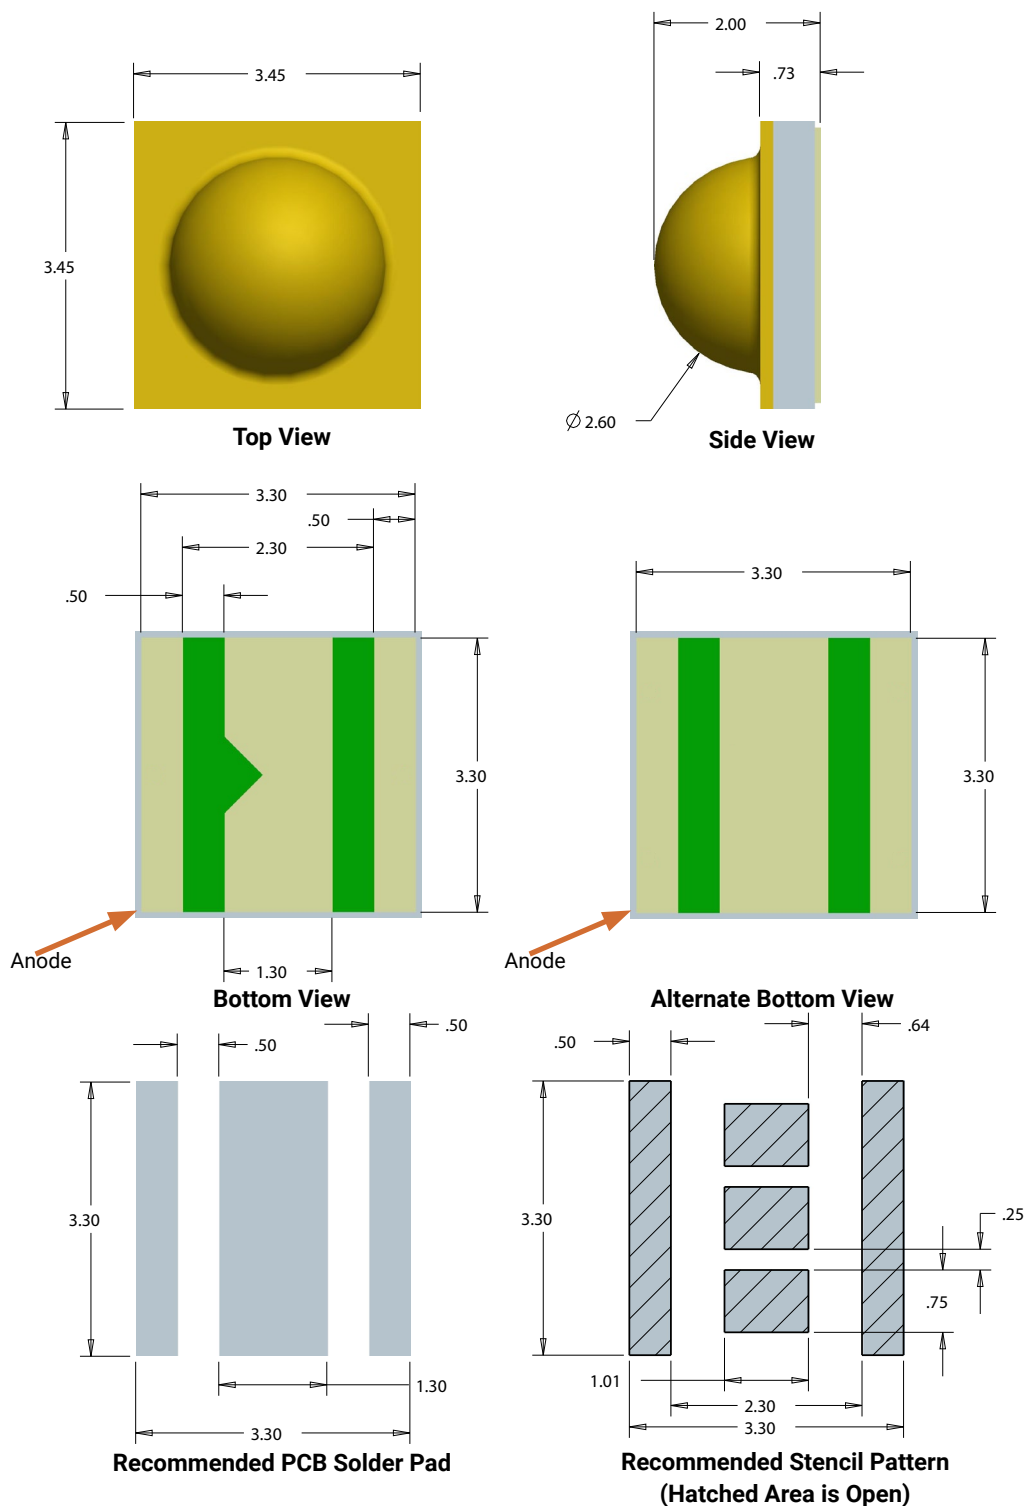 2.00
3.45
.73
3.45
Ø 2.60
Top View
Side View
3.30
.50
2.30
.50
3.30
3.30
3.30
Anode
Anode
1.30
Bottom View
Alternate Bottom View
.50
.50
3.30
1.30
3.30
Recommended PCB Solder Pad
.64
.50
3.30
.25
.75
1.01
2.30
3.30
Recommended Stencil Pattern
(Hatched Area is Open)